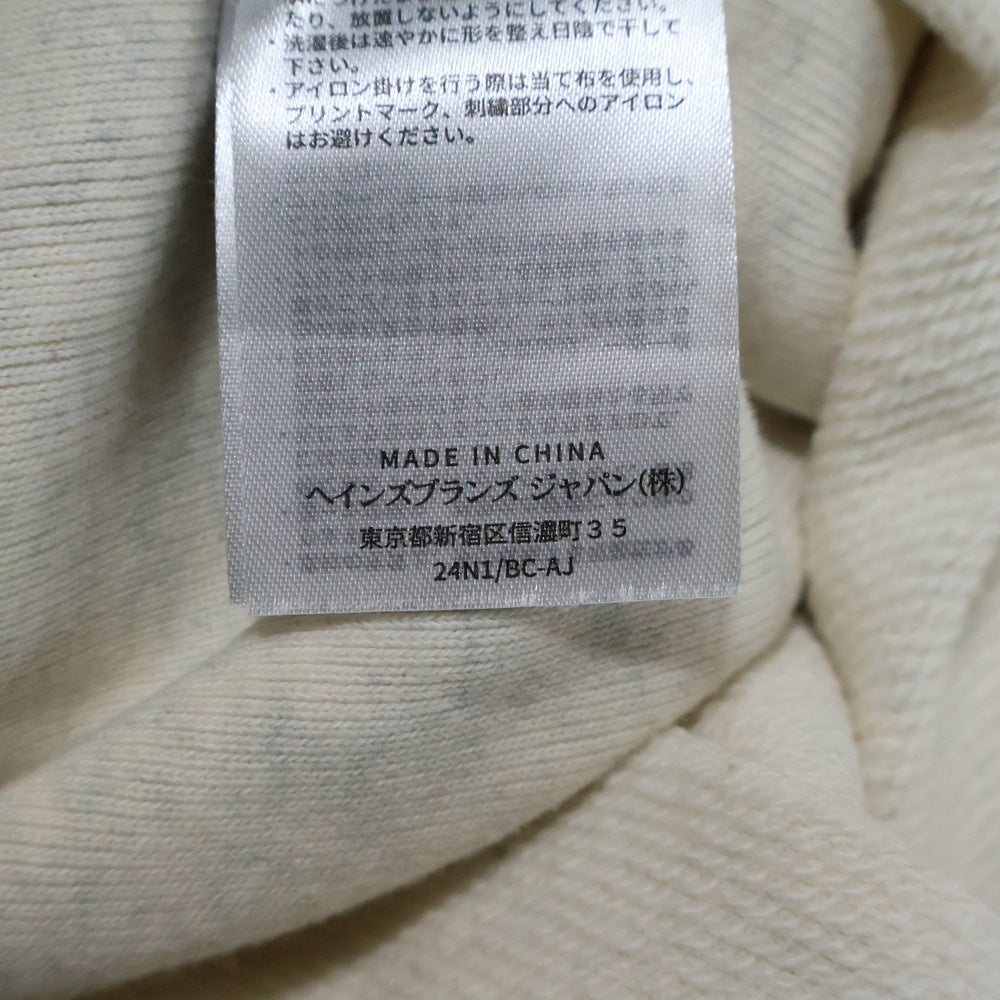 たり、放置しないようにしてください。
・洗濯後は速やかに形を整え日陰で干して
下さい。
・アイロン掛けを行う際は当て布を使用し、
プリントマーク、刺繍部分へのアイロン
はお避けください。
MADE IN CHINA
ヘインズブランズ ジャパン(株)
東京都新宿区信濃町35
24N1/BC-AJ